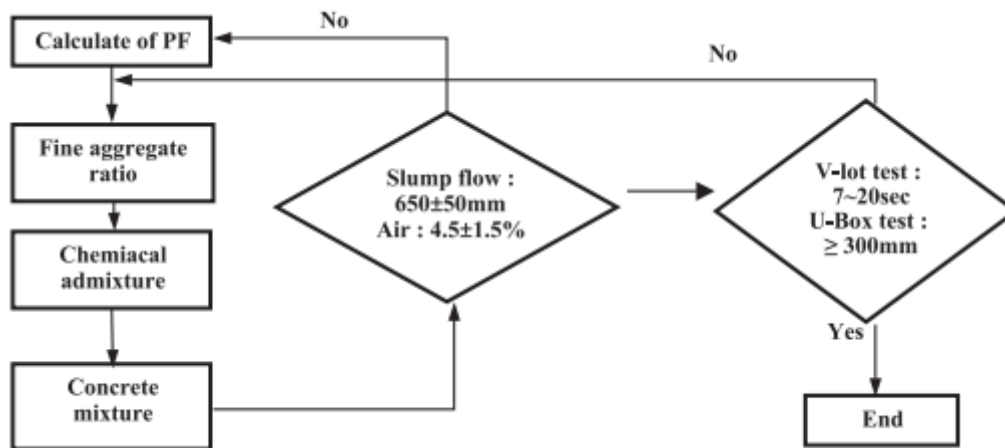 Calculate of PF
No
No
Fine aggregate
ratio
Chemiacal
admixture
Concrete
mixture
Slump flow :
650±50mm
Air : 4.5±1.5%
V-lot test :
7~20sec
U-Box test :
≥ 300mm
Yes
End